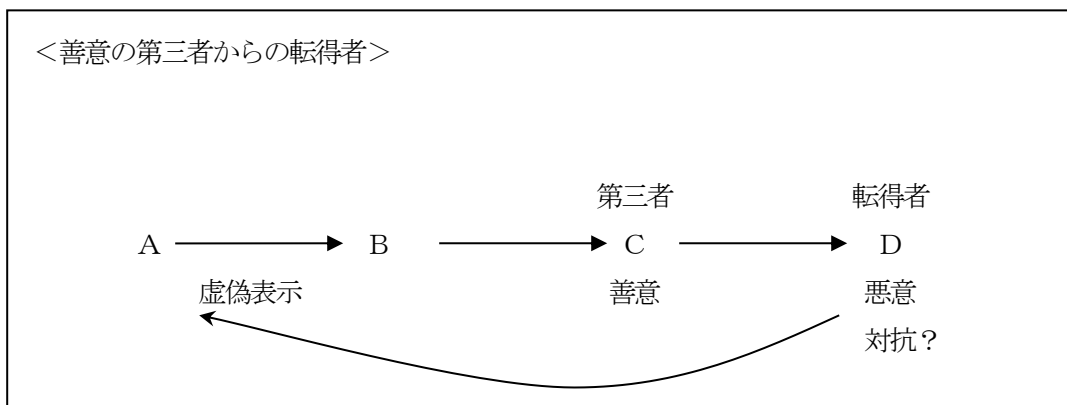 ＜善意の第三者からの転得者＞
第三者 転得者
Ａ Ｂ Ｃ Ｄ
虚偽表示 善意 悪意
対抗？